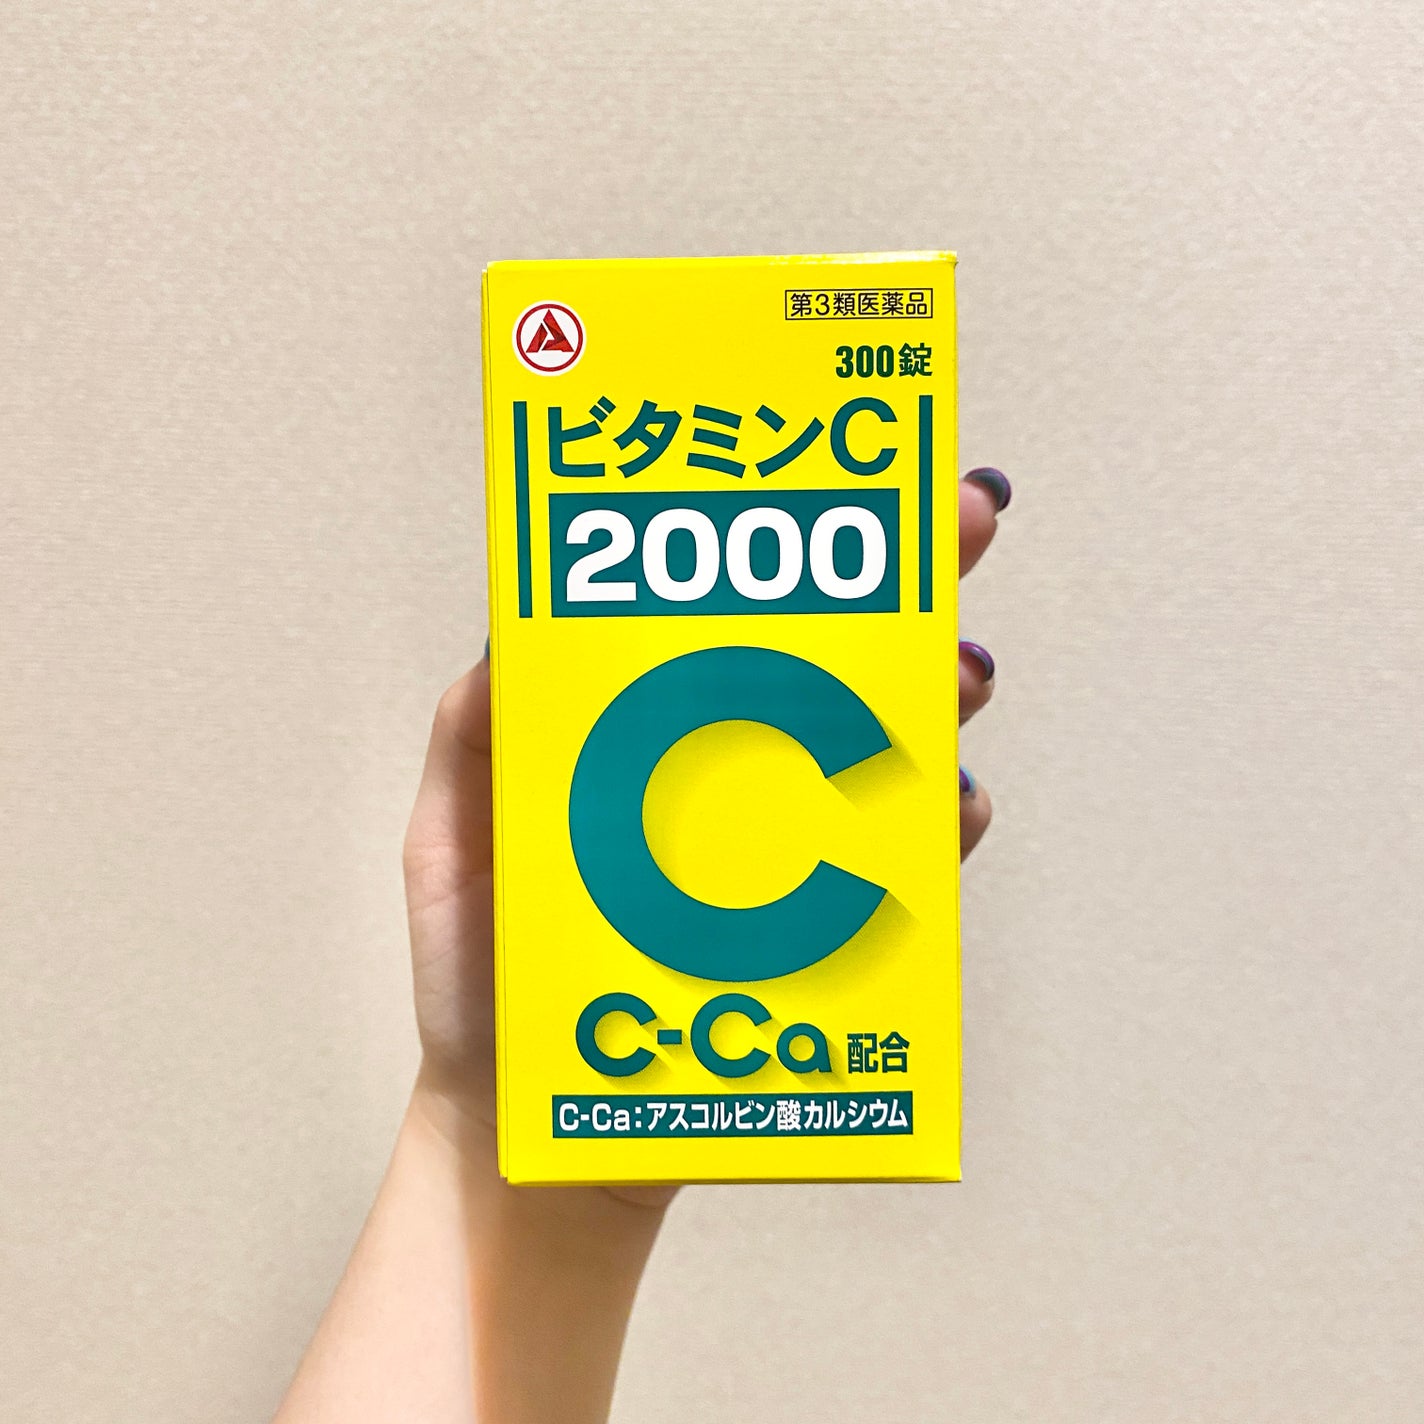 第3類医薬品
300錠
ビタミンC
2000
C
C-Ca 配合
C-Ca:アスコルビン酸カルシウム